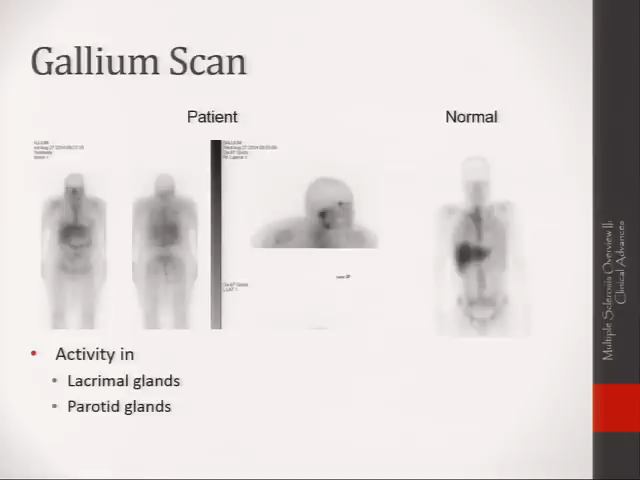 Gallium Scan
Patient
Normal
• Activity in
• Lacrimal glands
• Parotid glands
Multiple Sclerosis Overview II:
Clinical Advances